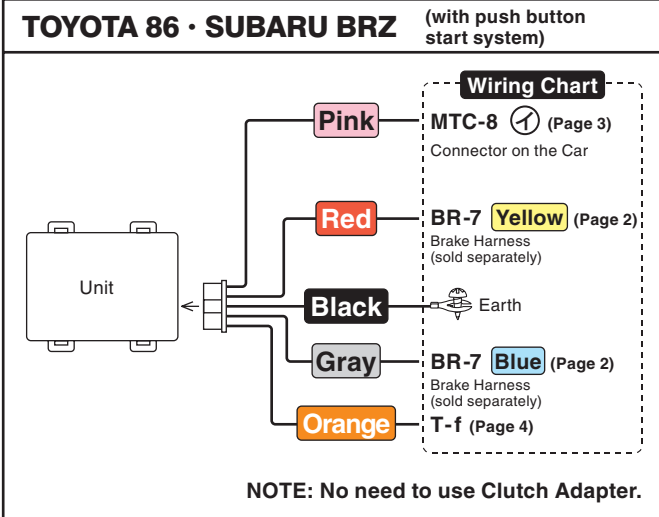 TOYOTA 86 · SUBARU BRZ
(with push button
start system)
Wiring Chart
Pink
MTC-8 イ (Page 3)
Connector on the Car
Red
BR-7 Yellow (Page 2)
Brake Harness
(sold separately)
Unit
Black
Earth
Gray
BR-7 Blue (Page 2)
Brake Harness
(sold separately)
Orange
T-f (Page 4)
NOTE: No need to use Clutch Adapter.